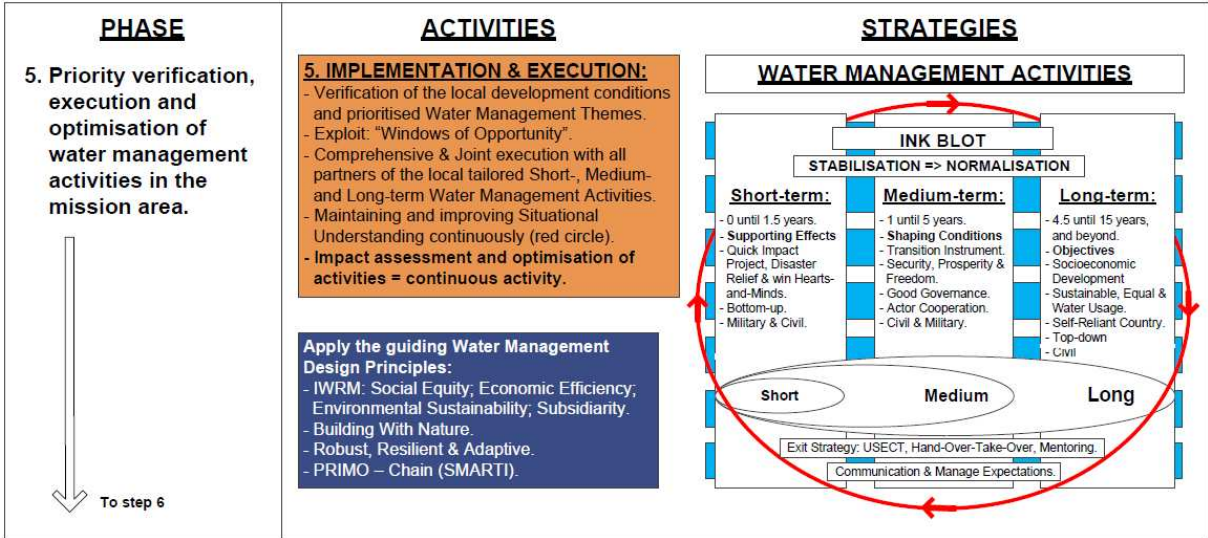 PHASE
5. Priority verification,
execution and
optimisation of
water management
activities in the
mission area.
To step 6
ACTIVITIES
5. IMPLEMENTATION & EXECUTION:
- Verification of the local development conditions
and prioritised Water Management Themes.
- Exploit: “Windows of Opportunity”.
- Comprehensive & Joint execution with all
partners of the local tailored Short-, Medium-
and Long-term Water Management Activities.
- Maintaining and improving Situational
Understanding continuously (red circle).
- Impact assessment and optimisation of
activities = continuous activity.
Apply the guiding Water Management
Design Principles:
- IWRM: Social Equity; Economic Efficiency;
Environmental Sustainability; Subsidiarity.
- Building With Nature.
- Robust, Resilient & Adaptive.
- PRIMO – Chain (SMARTI).
STRATEGIES
WATER MANAGEMENT ACTIVITIES
INK BLOT
STABILISATION => NORMALISATION
Short-term:
- 0 until 1.5 years.
- Supporting Effects
- Quick Impact
Project, Disaster
Relief & win Hearts-
and-Minds.
- Bottom-up.
- Military & Civil.
Medium-term:
- 1 until 5 years.
- Shaping Conditions
- Transition Instrument.
- Security, Prosperity &
Freedom.
- Good Governance.
- Actor Cooperation.
- Civil & Military.
Long-term:
- 4.5 until 15 years,
and beyond.
- Objectives
- Socioeconomic
Development
- Sustainable, Equal &
Water Usage.
- Self-Reliant Country.
- Top-down
- Civil
Short
Medium
Long
Exit Strategy: USECT, Hand-Over-Take-Over, Mentoring.
Communication & Manage Expectations.